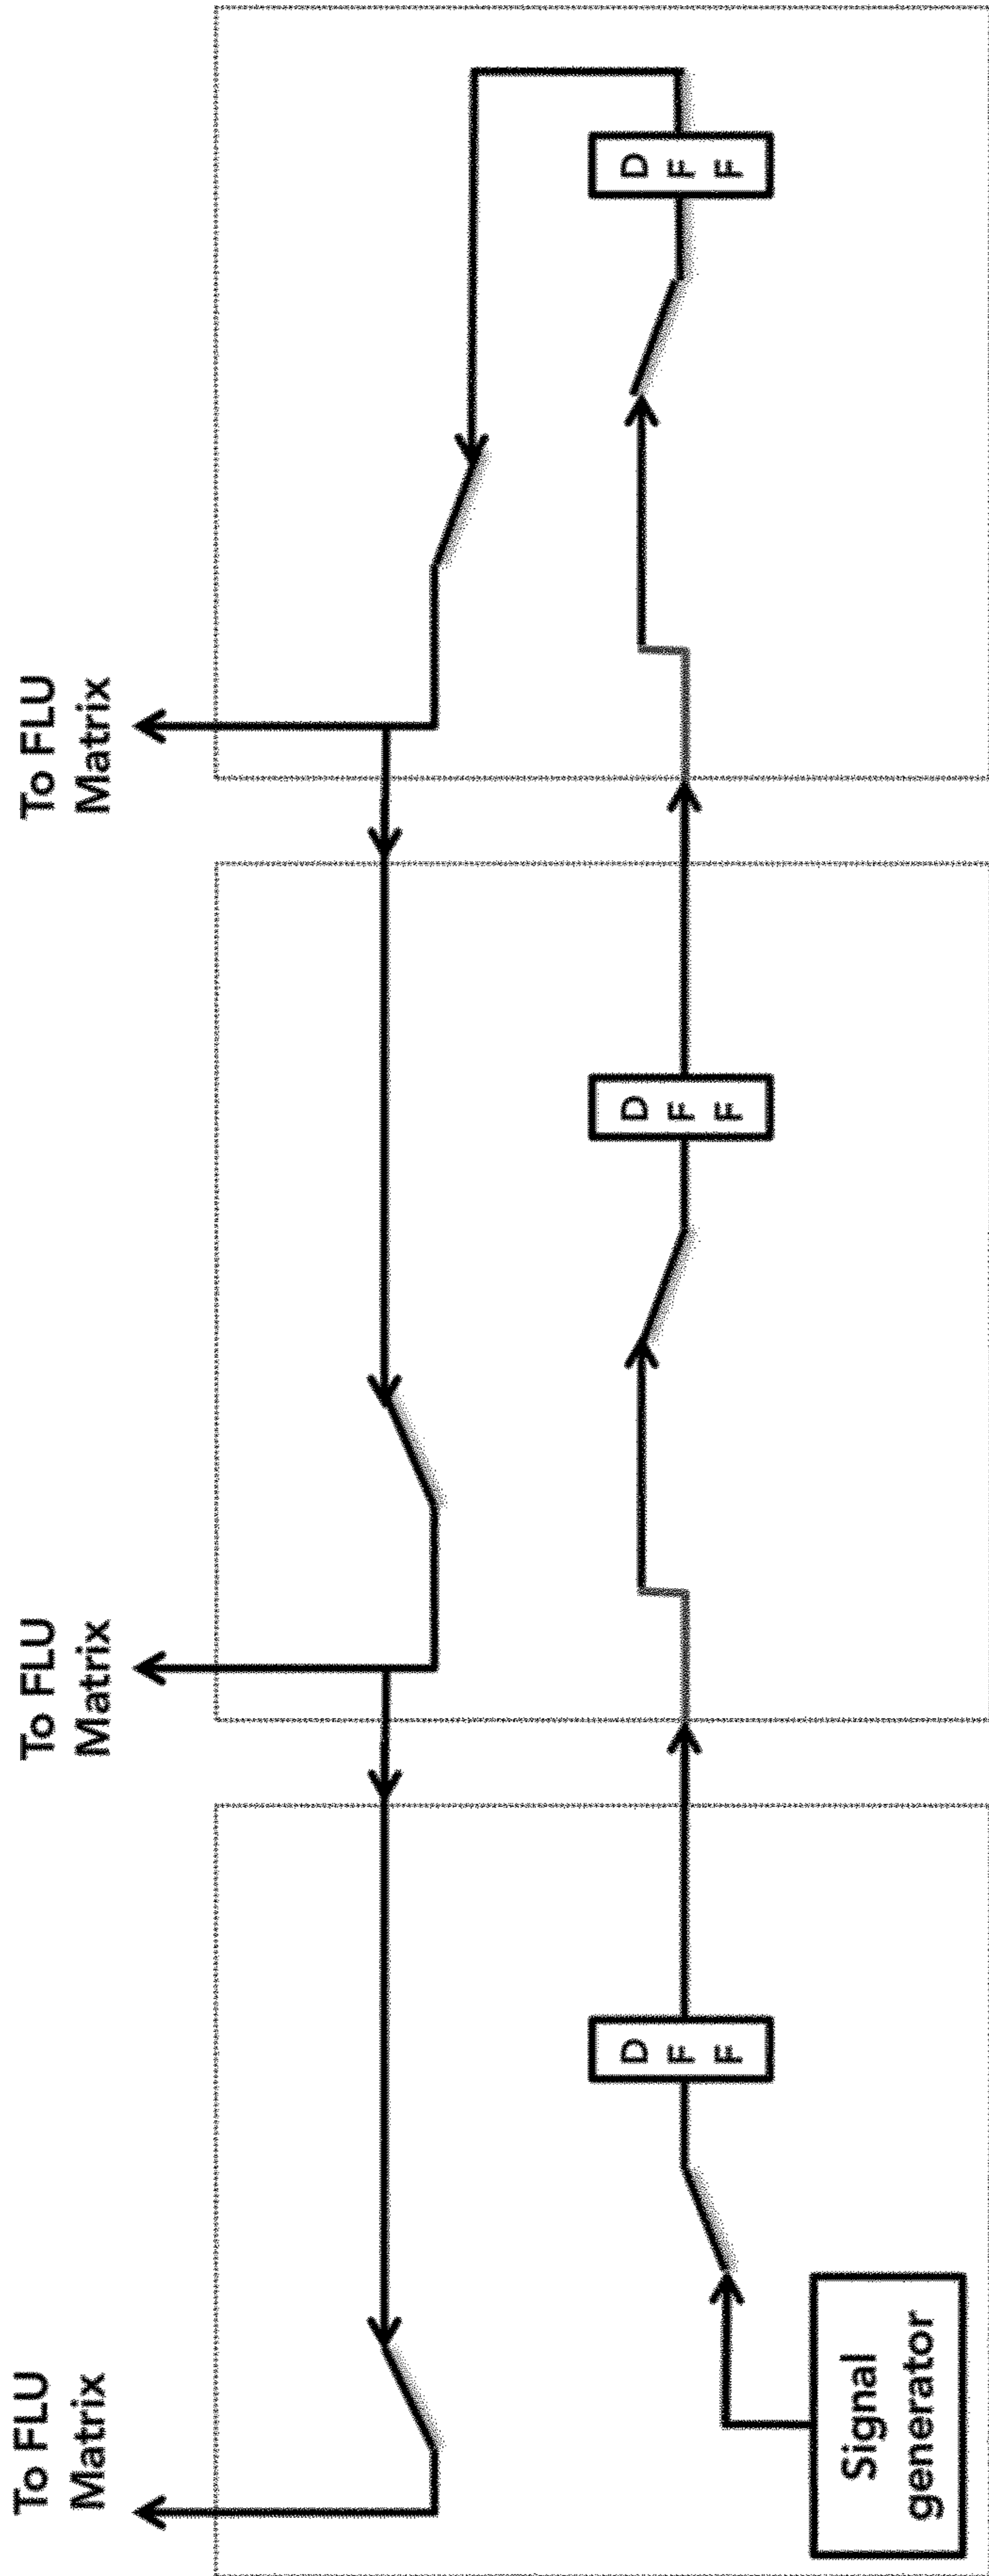 To FLU
Matrix
To FLU
Matrix
To FLU
Matrix
D
F
F
D
F
F
D
F
F
Signal
generator